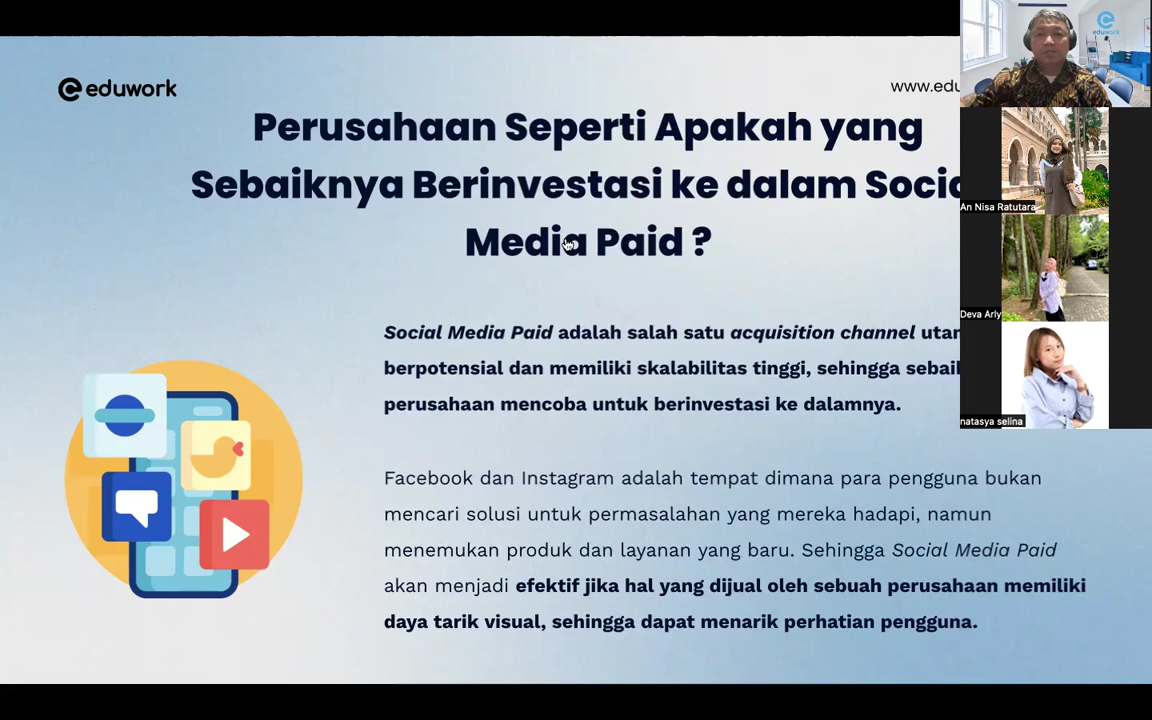 eduwork
www.edu
Perusahaan Seperti Apakah yang
Sebaiknya Berinvestasi ke dalam Socia
Media Paid ?
Social Media Paid adalah salah satu acquisition channel utam
berpotensial dan memiliki skalabilitas tinggi, sehingga sebaik
perusahaan mencoba untuk berinvestasi ke dalamnya.
Facebook dan Instagram adalah tempat dimana para pengguna bukan
mencari solusi untuk permasalahan yang mereka hadapi, namun
menemukan produk dan layanan yang baru. Sehingga Social Media Paid
akan menjadi efektif jika hal yang dijual oleh sebuah perusahaan memiliki
daya tarik visual, sehingga dapat menarik perhatian pengguna.
eduwork
An Nisa Ratutara
Deva Arly
natasya selina